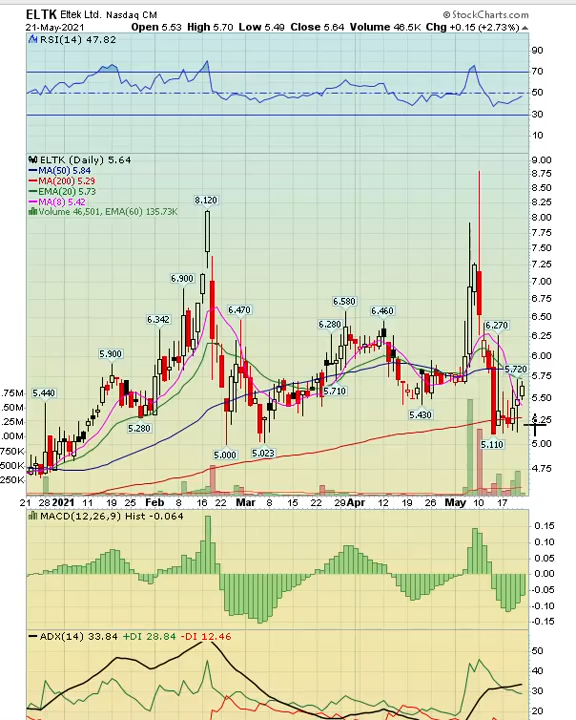 ELTK Eltek Ltd. Nasdaq CM ©StockCharts.com
21-May-2021 Open 5.53 High 5.70 Low 5.49 Close 5.64 Volume 46.5K Chg +0.15 (+2.73%)
RSI(14) 47.82
90
70
50
30
10
ELTK (Daily) 5.64
MA(50) 5.84
MA(200) 5.29
EMA(20) 5.73
MA(8) 5.42
Volume 46,501, EMA(60) 135.73K
9.00
8.75
8.50
8.25
8.00
7.75
7.50
7.25
7.00
6.75
6.50
6.25
6.00
5.75
5.50
5.25
5.00
4.75
8.120
6.900
6.342
6.470
6.580
6.460
6.280
6.270
5.900
5.720
5.710
5.440
5.430
5.280
5.000
5.023
5.110
.75M
.50M
.25M
.00M
750K
500K
250K
21 28 2021 11 19 25 Feb 8 16 22 Mar 8 15 22 29 Apr 12 19 26 May 10 17
MACD(12,26,9) Hist -0.064
0.15
0.10
0.05
0.00
-0.05
-0.10
-0.15
ADX(14) 33.84 +DI 28.84 -DI 12.46
50
40
30
20